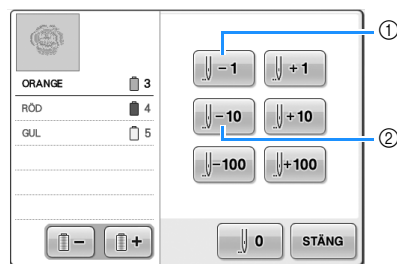 ①
-1 +1
ORANGE 3
RÖD 4
-10 +10
GUL 5
②
-100 +100
- + 0 STÄNG